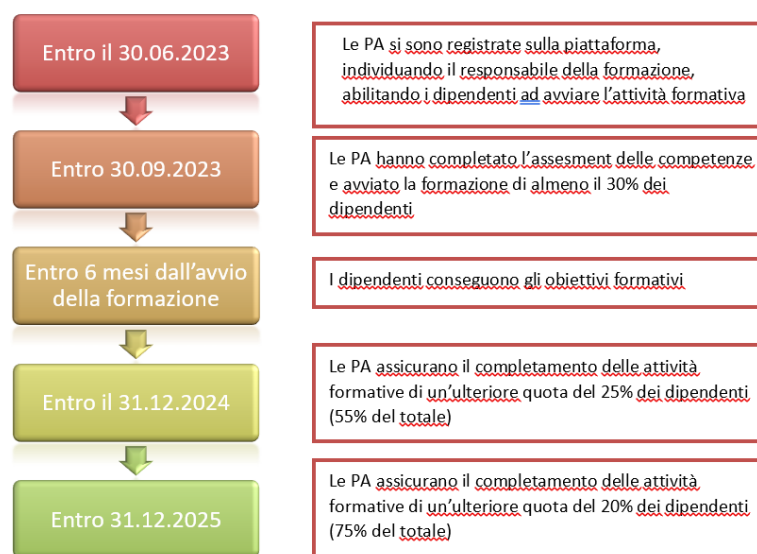 Entro il 30.06.2023
Le PA si sono registrate sulla piattaforma,
individuando il responsabile della formazione,
abilitando i dipendenti ad avviare l'attività formativa
Entro 30.09.2023
Le PA hanno completato l'assesment delle competenze
e avviato la formazione di almeno il 30% dei
dipendenti
Entro 6 mesi dall'avvio
della formazione
I dipendenti conseguono gli obiettivi formativi
Entro il 31.12.2024
Le PA assicurano il completamento delle attività
formative di un'ulteriore quota del 25% dei dipendenti
(55% del totale)
Entro 31.12.2025
Le PA assicurano il completamento delle attività
formative di un'ulteriore quota del 20% dei dipendenti
(75% del totale)